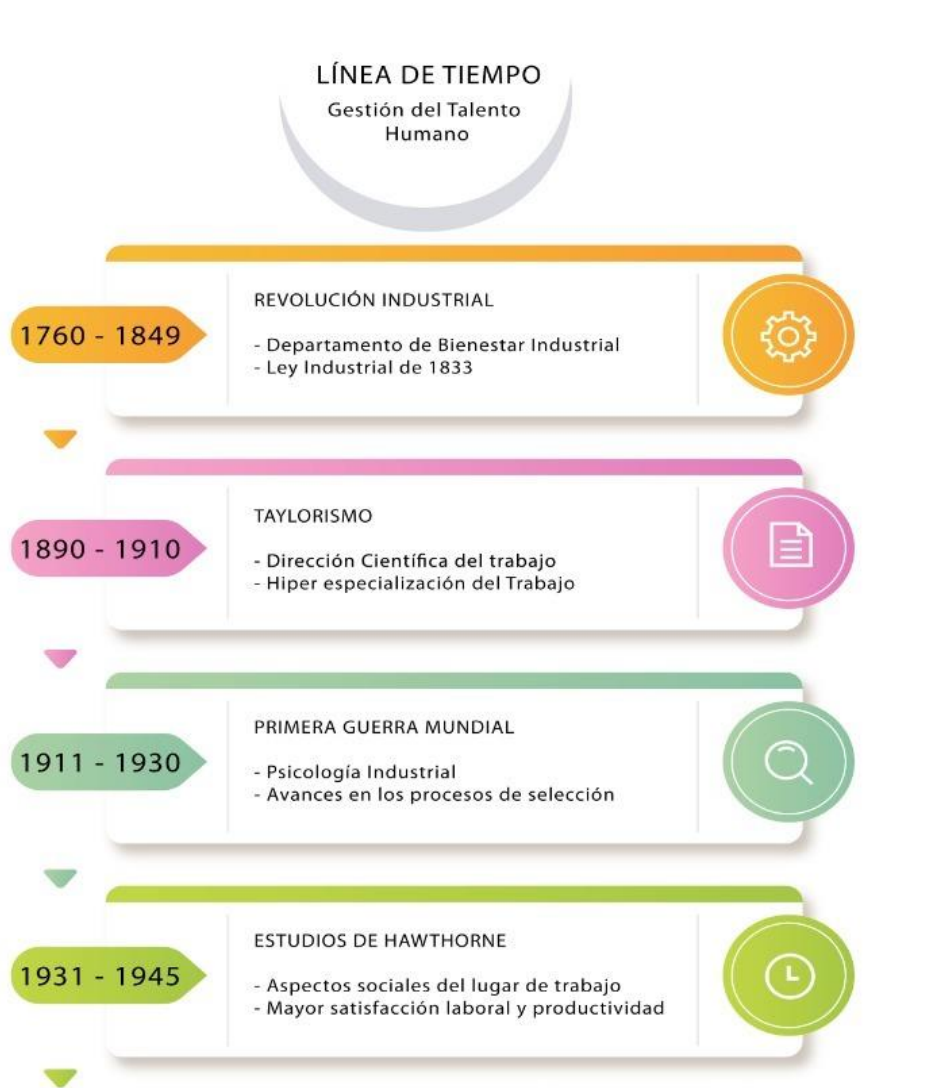 LÍNEA DE TIEMPO
Gestión del Talento
Humano
1760 - 1849
REVOLUCIÓN INDUSTRIAL
- Departamento de Bienestar Industrial
- Ley Industrial de 1833
1890 - 1910
TAYLORISMO
- Dirección Científica del trabajo
- Hiper especialización del Trabajo
1911 - 1930
PRIMERA GUERRA MUNDIAL
- Psicología Industrial
- Avances en los procesos de selección
1931 - 1945
ESTUDIOS DE HAWTHORNE
- Aspectos sociales del lugar de trabajo
- Mayor satisfacción laboral y productividad